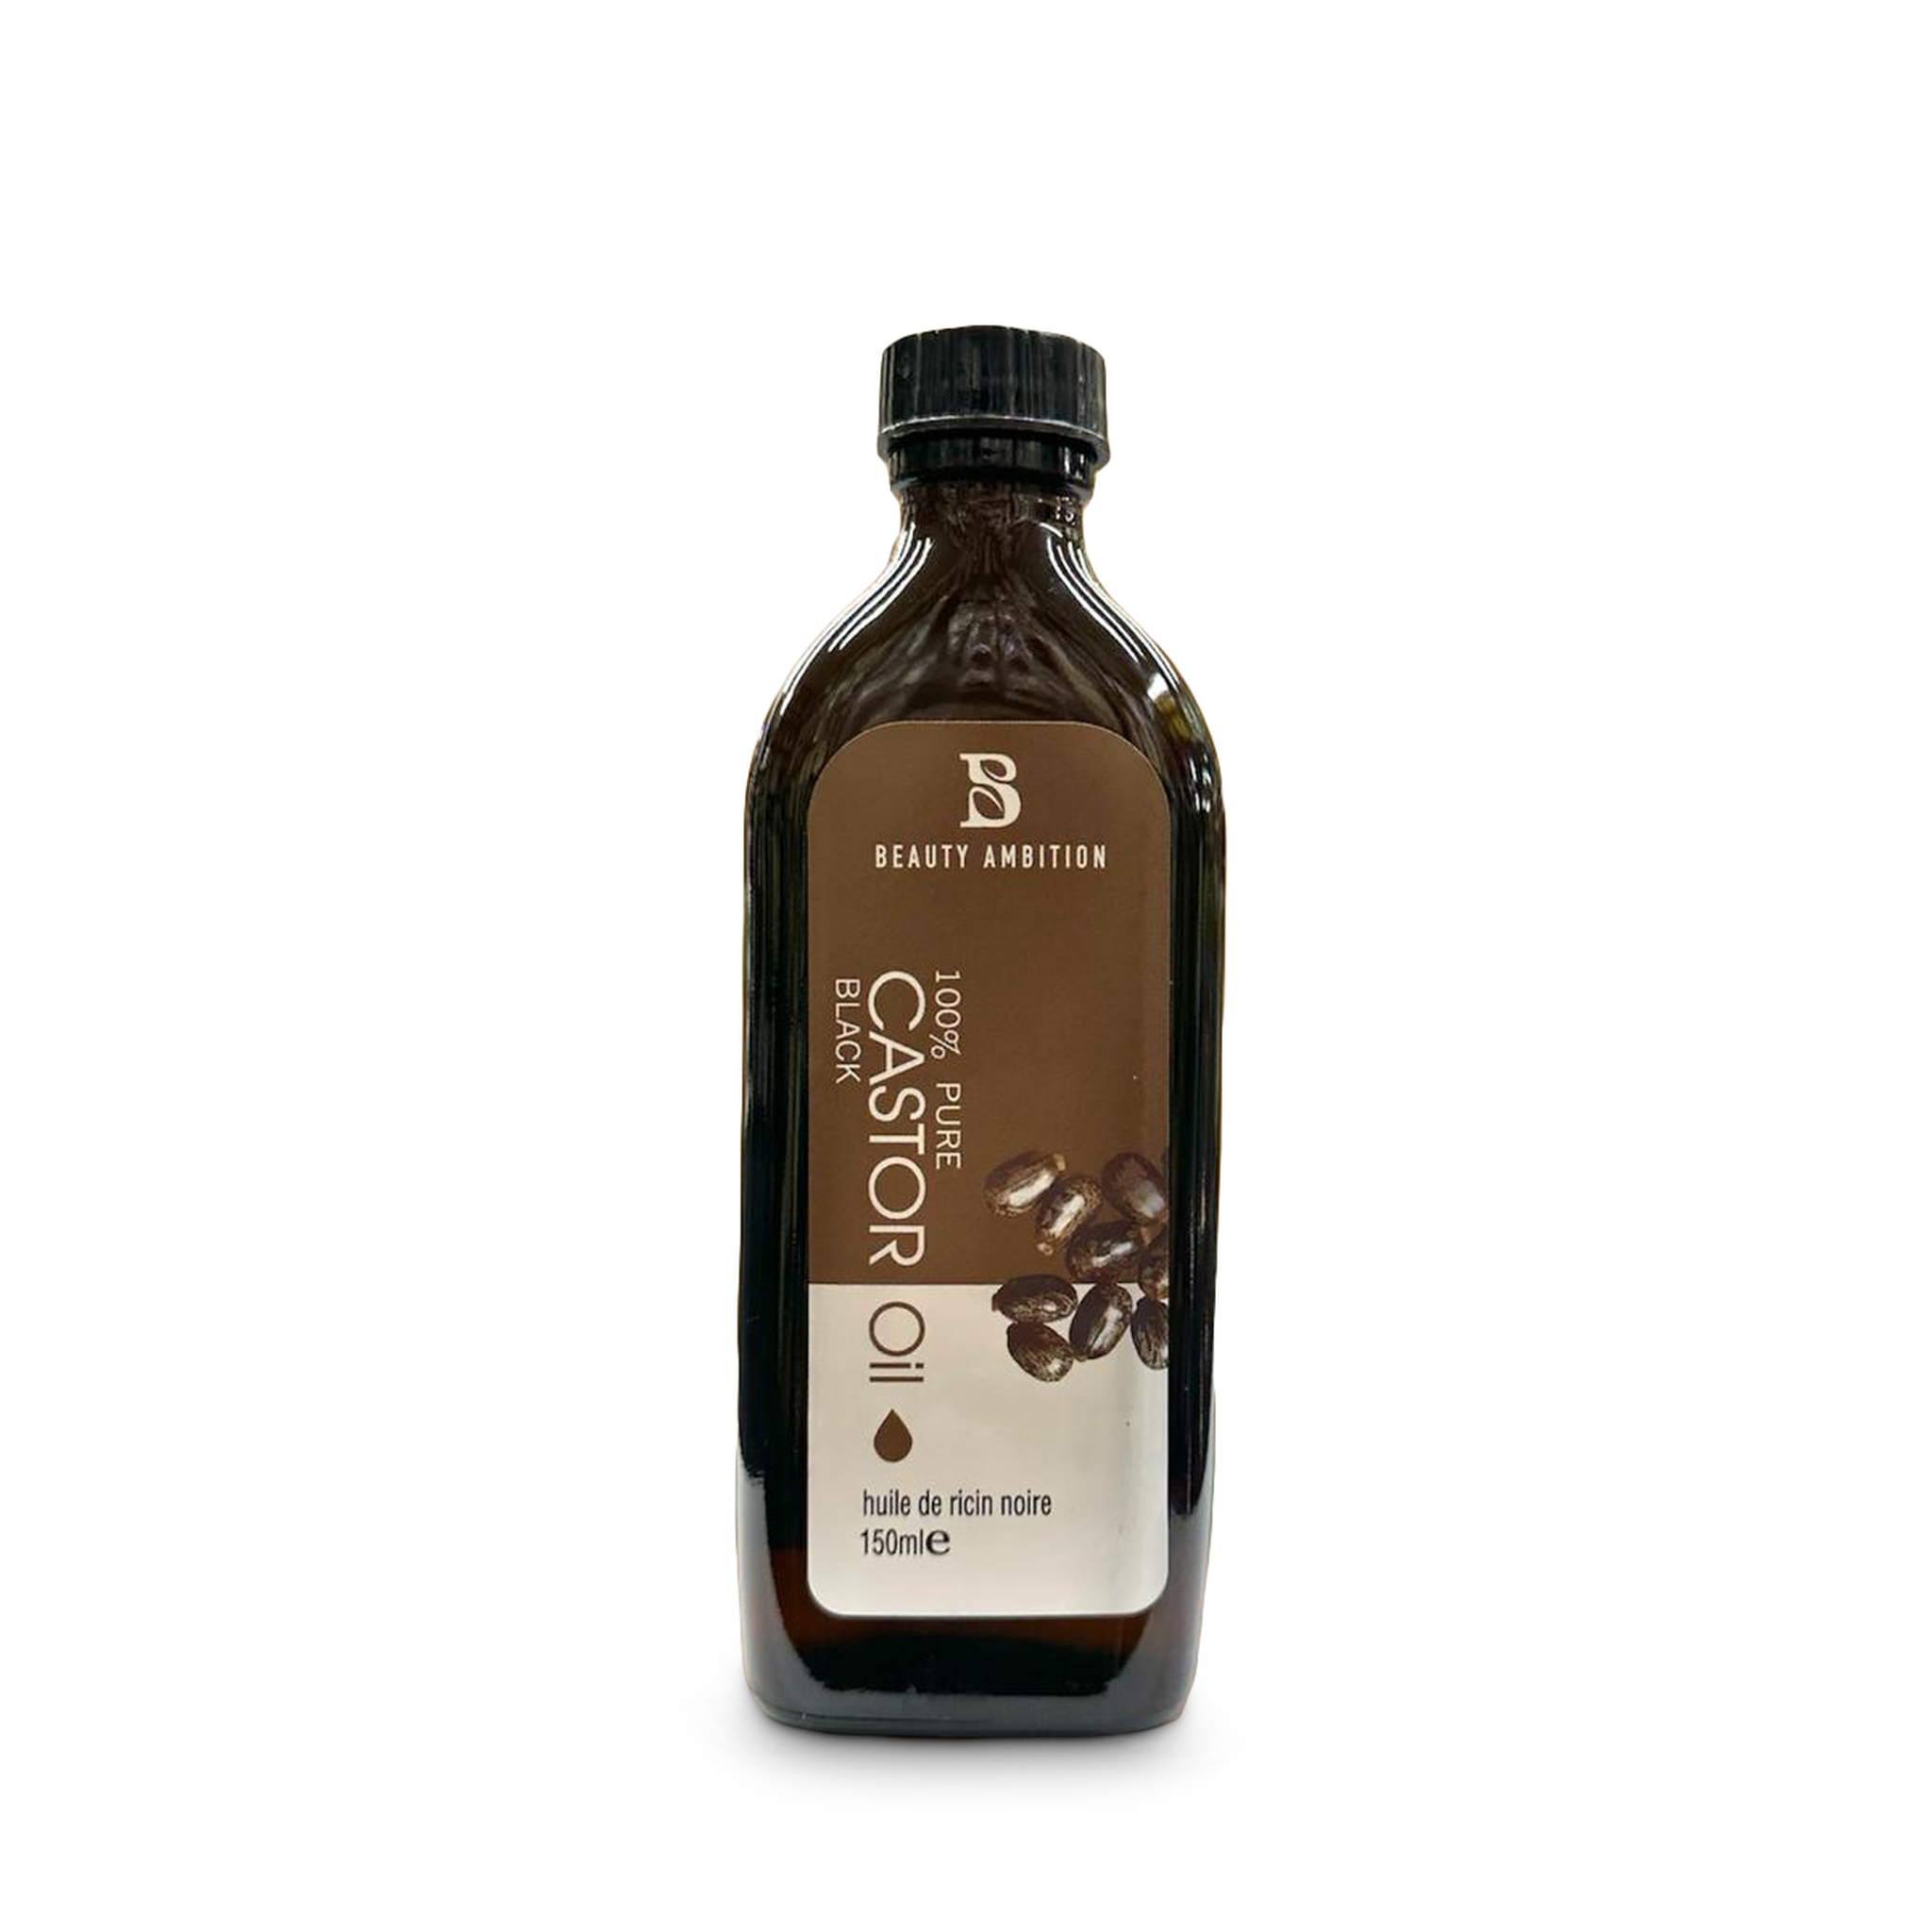 BEAUTY AMBITION
100% PURE
CASTOR Oil
BLACK
huile de ricin noire
150ml℮